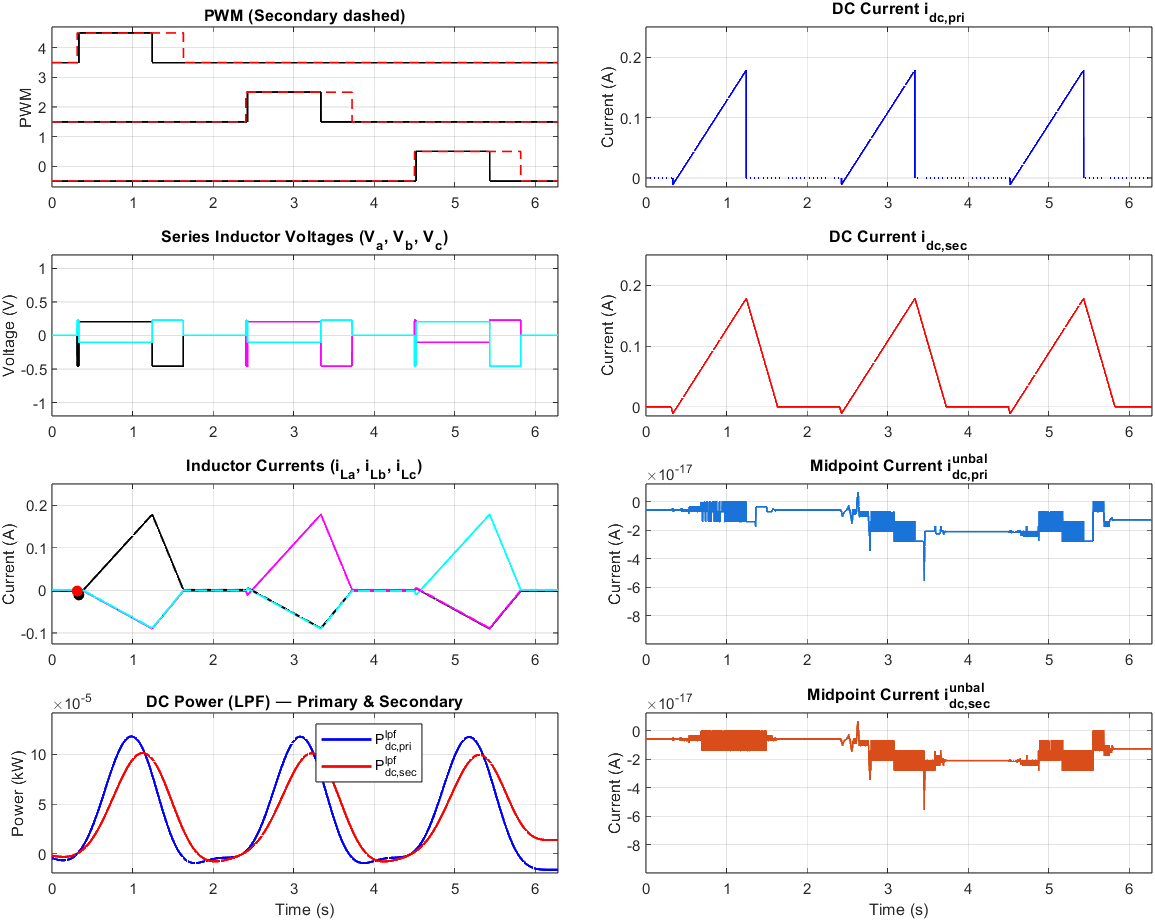 PWM (Secondary dashed)
PWM
4
3
2
1
0
0 1 2 3 4 5 6
DC Current i_dc,pri
Current (A)
0.2
0.1
0
0 1 2 3 4 5 6
Series Inductor Voltages (V_a, V_b, V_c)
Voltage (V)
1
0.5
0
-0.5
-1
0 1 2 3 4 5 6
DC Current i_dc,sec
Current (A)
0.2
0.1
0
0 1 2 3 4 5 6
Inductor Currents (i_La, i_Lb, i_Lc)
Current (A)
0.2
0.1
0
-0.1
0 1 2 3 4 5 6
Midpoint Current i^unbal_dc,pri
×10^-17
Current (A)
0
-2
-4
-6
-8
0 1 2 3 4 5 6
DC Power (LPF) — Primary & Secondary
×10^-5
Power (kW)
10
5
0
P^lpf_dc,pri
P^lpf_dc,sec
0 1 2 3 4 5 6
Time (s)
Midpoint Current i^unbal_dc,sec
×10^-17
Current (A)
0
-2
-4
-6
-8
0 1 2 3 4 5 6
Time (s)